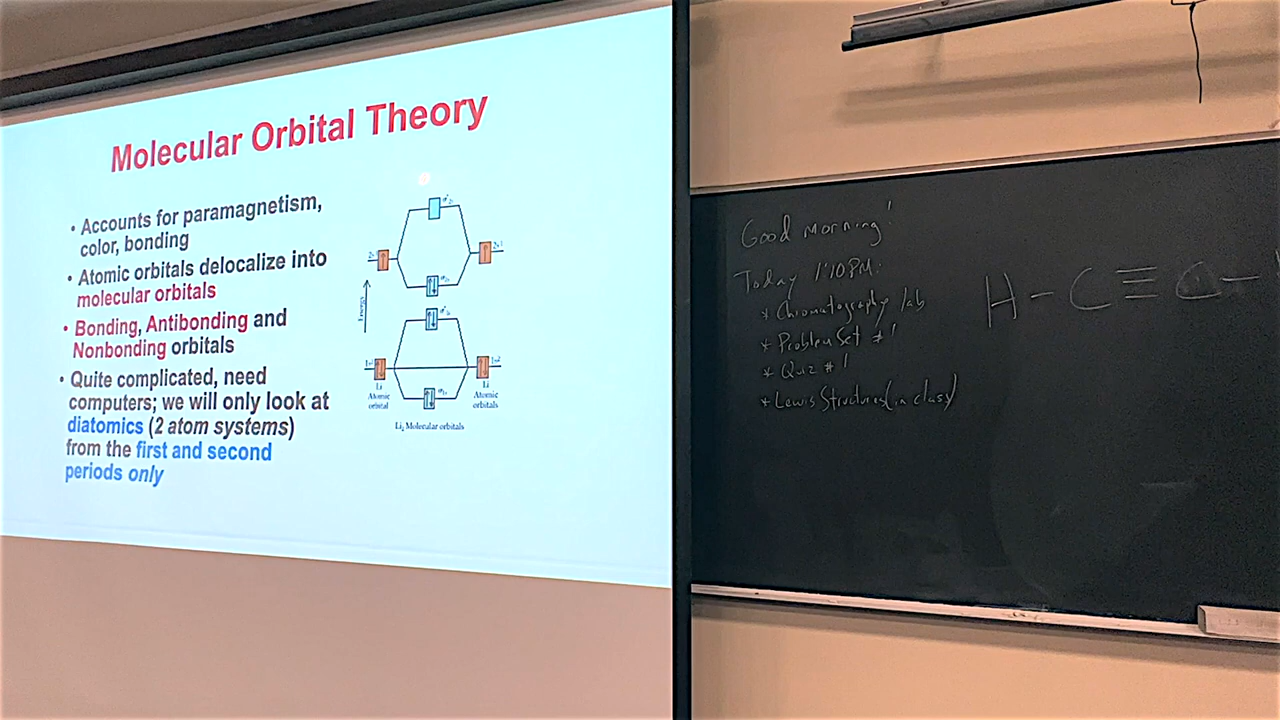 Molecular Orbital Theory
• Accounts for paramagnetism,
color, bonding
• Atomic orbitals delocalize into
molecular orbitals
• Bonding, Antibonding and
Nonbonding orbitals
• Quite complicated, need
computers; we will only look at
diatomics (2 atom systems)
from the first and second
periods only
Energy
Li
Atomic
orbital
Li
Atomic
orbitals
Li₂ Molecular orbitals
Good Morning!
Today 1:10PM:
* Chromatography lab
* Problem Set #1
* Quiz #1
* Lewis Structures (in class)
H – C ≡ C –